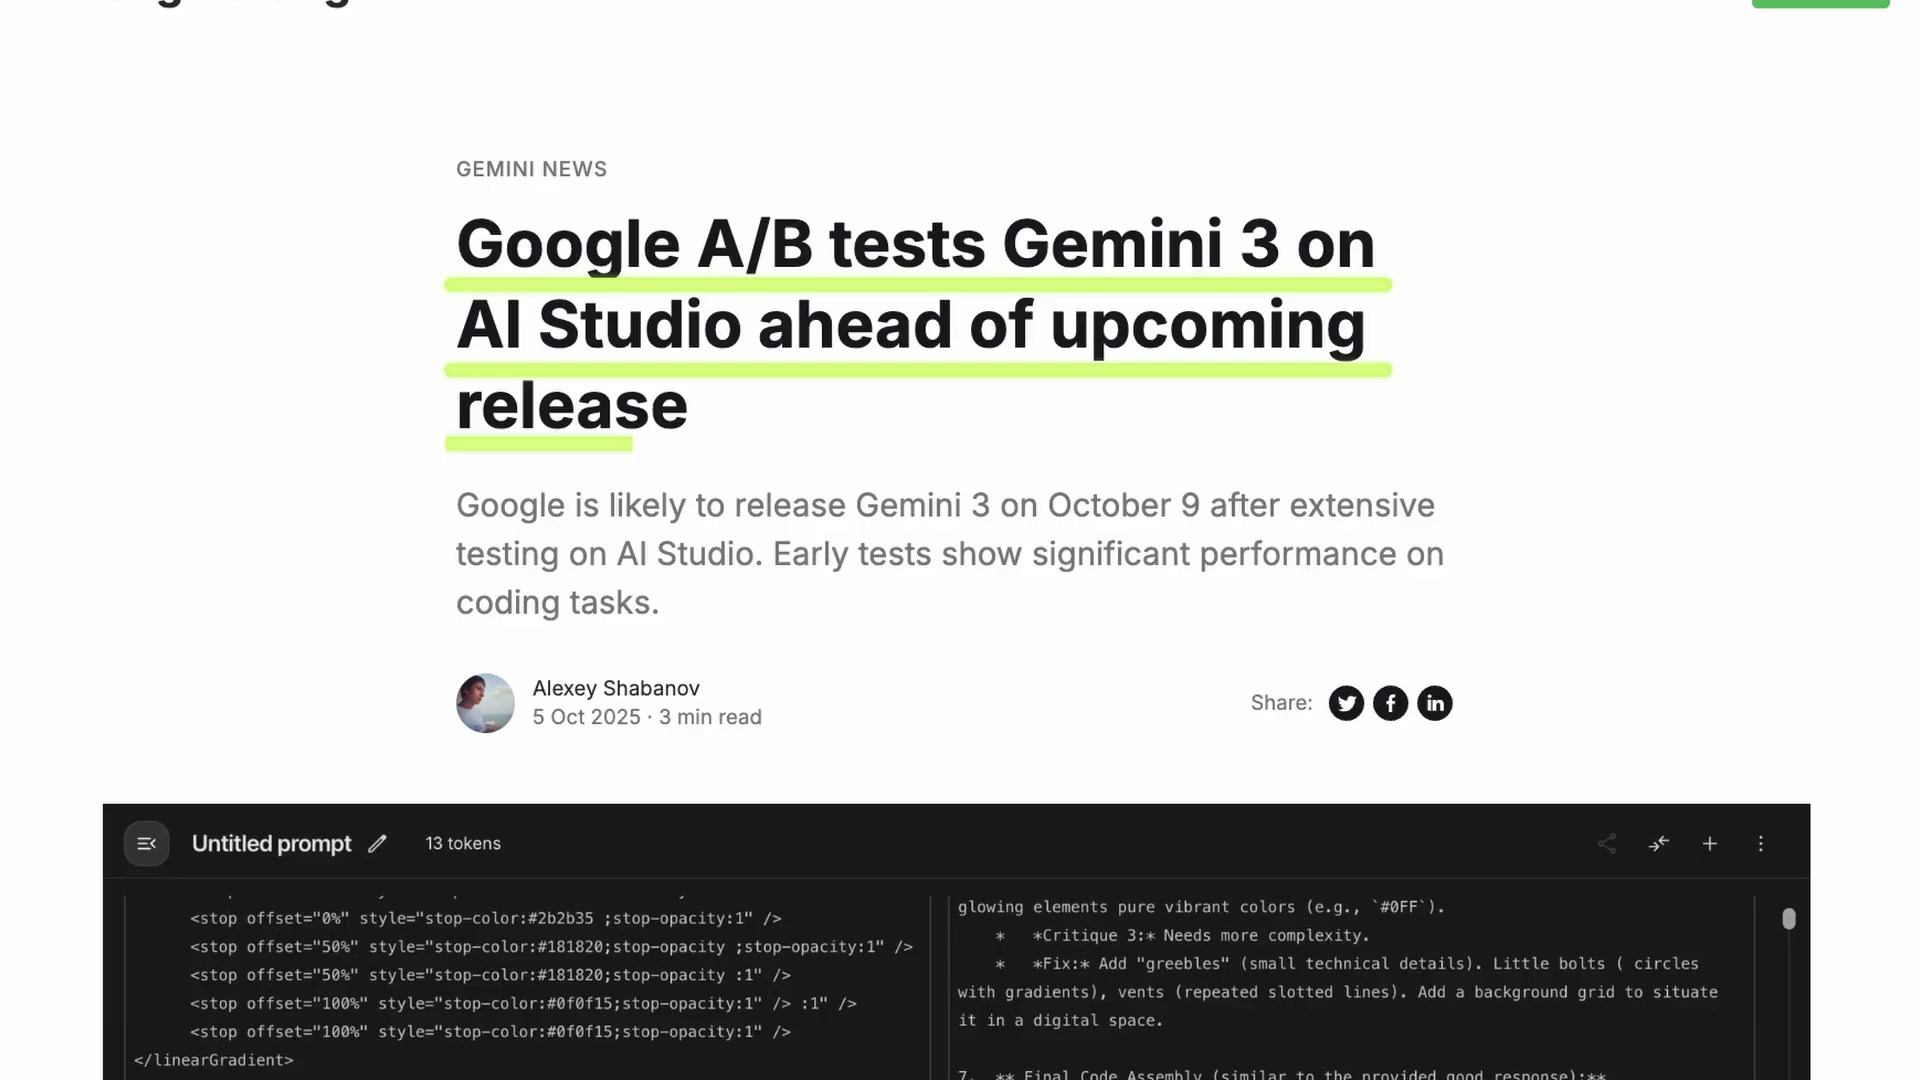 GEMINI NEWS
Google A/B tests Gemini 3 on
AI Studio ahead of upcoming
release
Google is likely to release Gemini 3 on October 9 after extensive
testing on AI Studio. Early tests show significant performance on
coding tasks.
Alexey Shabanov
5 Oct 2025 · 3 min read
Share:
Untitled prompt
13 tokens
<stop offset="0%" style="stop-color:#2b2b35 ;stop-opacity:1" />
<stop offset="50%" style="stop-color:#181820;stop-opacity ;stop-opacity:1" />
<stop offset="50%" style="stop-color:#181820;stop-opacity :1" />
<stop offset="100%" style="stop-color:#0f0f15;stop-opacity:1" /> :1" />
<stop offset="100%" style="stop-color:#0f0f15;stop-opacity:1" />
</linearGradient>
glowing elements pure vibrant colors (e.g., `#0FF`).
* *Critique 3:* Needs more complexity.
* *Fix:* Add "greebles" (small technical details). Little bolts ( circles
with gradients), vents (repeated slotted lines). Add a background grid to situate
it in a digital space.
7. ** Final Code Assembly (similar to the provided good response):**